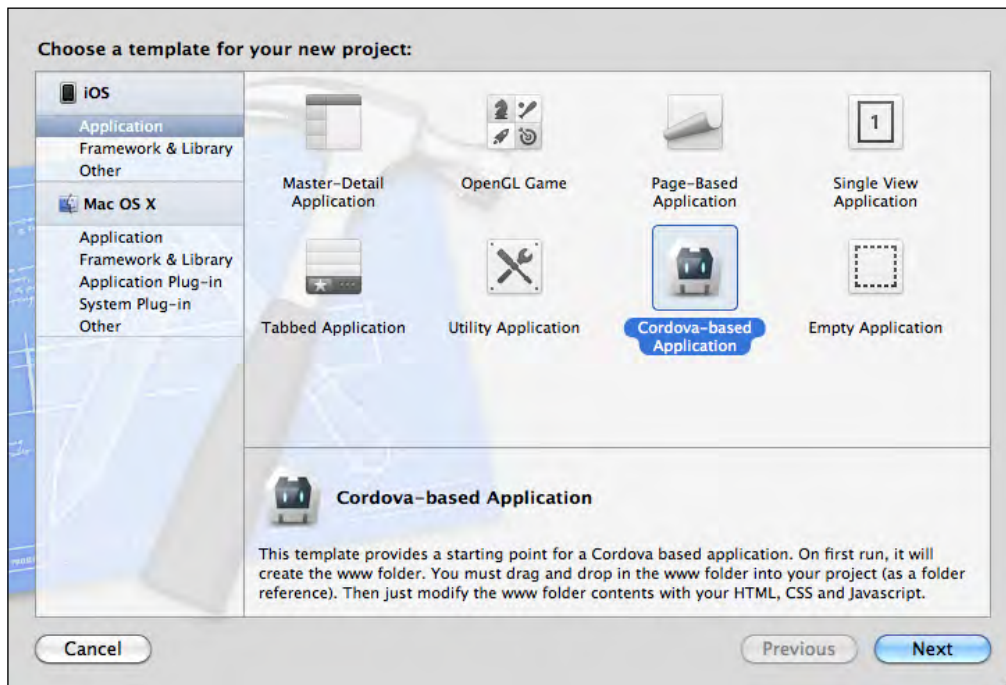 Choose a template for your new project:
iOS
Application
Framework & Library
Other
Mac OS X
Application
Framework & Library
Application Plug-in
System Plug-in
Other
Master-Detail
Application
OpenGL Game
Page-Based
Application
1
Single View
Application
Tabbed Application
Utility Application
Cordova-based
Application
Empty Application
Cordova-based Application
This template provides a starting point for a Cordova based application. On first run, it will
create the www folder. You must drag and drop in the www folder into your project (as a folder
reference). Then just modify the www folder contents with your HTML, CSS and Javascript.
Cancel
Previous
Next